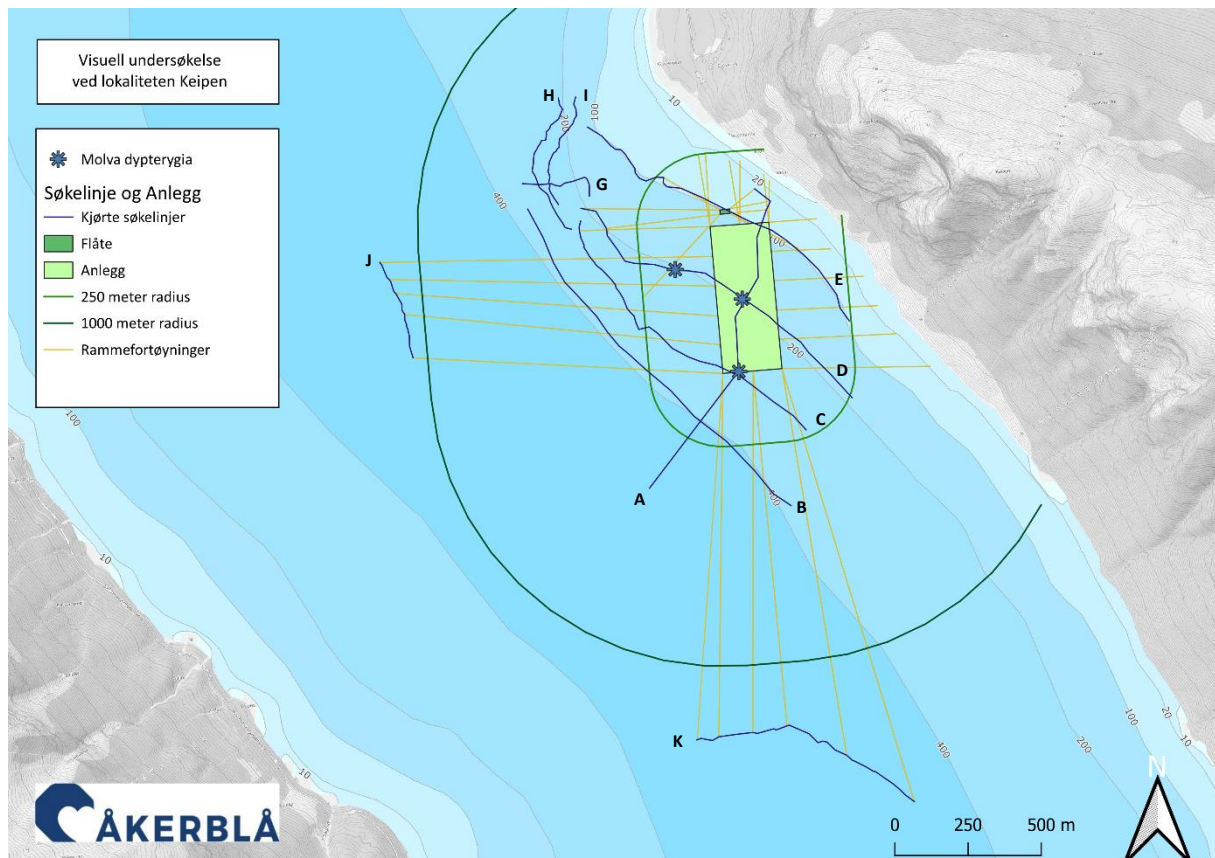 Visuell undersøkelse
ved lokaliteten Keipen
Molva dypterygia
Søkelinje og Anlegg
Kjørte søkelinjer
Flåte
Anlegg
250 meter radius
1000 meter radius
Rammefortøyninger
H
I
G
J
E
D
C
A
B
K
10
100
200
400
20
100
200
400
100
10
400
100
200
20
10
ÅKERBLÅ
0
250
500 m
N